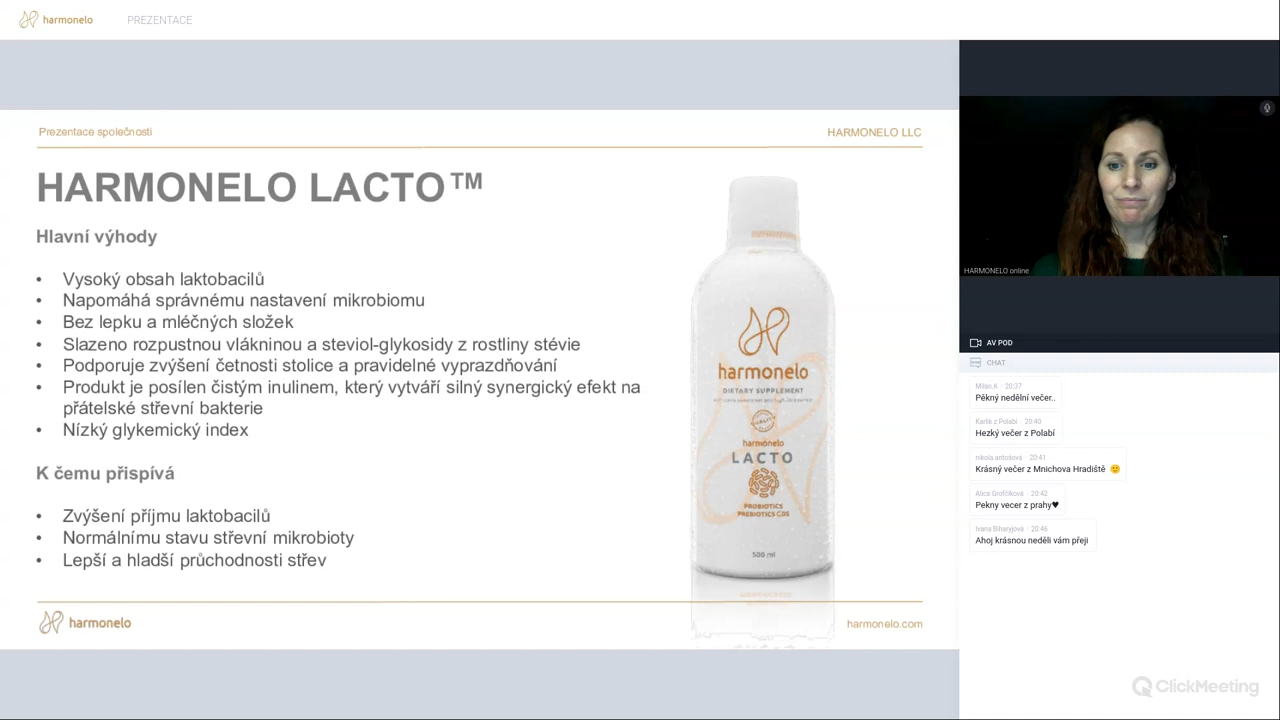 harmonelo
PREZENTACE
Prezentace společnosti
HARMONELO LLC
HARMONELO LACTO™
Hlavní výhody
• Vysoký obsah laktobacilů
• Napomáhá správnému nastavení mikrobiomu
• Bez lepku a mléčných složek
• Slazeno rozpustnou vlákninou a steviol-glykosidy z rostliny stévie
• Podporuje zvýšení četnosti stolice a pravidelné vyprazdňování
• Produkt je posílen čistým inulinem, který vytváří silný synergický efekt na
přátelské střevní bakterie
• Nízký glykemický index
K čemu přispívá
• Zvýšení příjmu laktobacilů
• Normálnímu stavu střevní mikrobioty
• Lepší a hladší průchodnosti střev
harmonelo
DIETARY SUPPLEMENT
harmonelo
LACTO
PROBIOTICS
PREBIOTICS CDS
500 ml
harmonelo
harmonelo.com
HARMONELO online
AV POD
CHAT
Milan.K · 20:37
Pěkný nedělní večer..
Karlik z Polabí · 20:40
Hezký večer z Polabí
nikola antošová · 20:41
Krásný večer z Mnichova Hradiště 🙂
Alica Grofčíková · 20:42
Pekny vecer z prahy♥
Ivana Biharyjová · 20:46
Ahoj krásnou neděli vám přeji
ClickMeeting